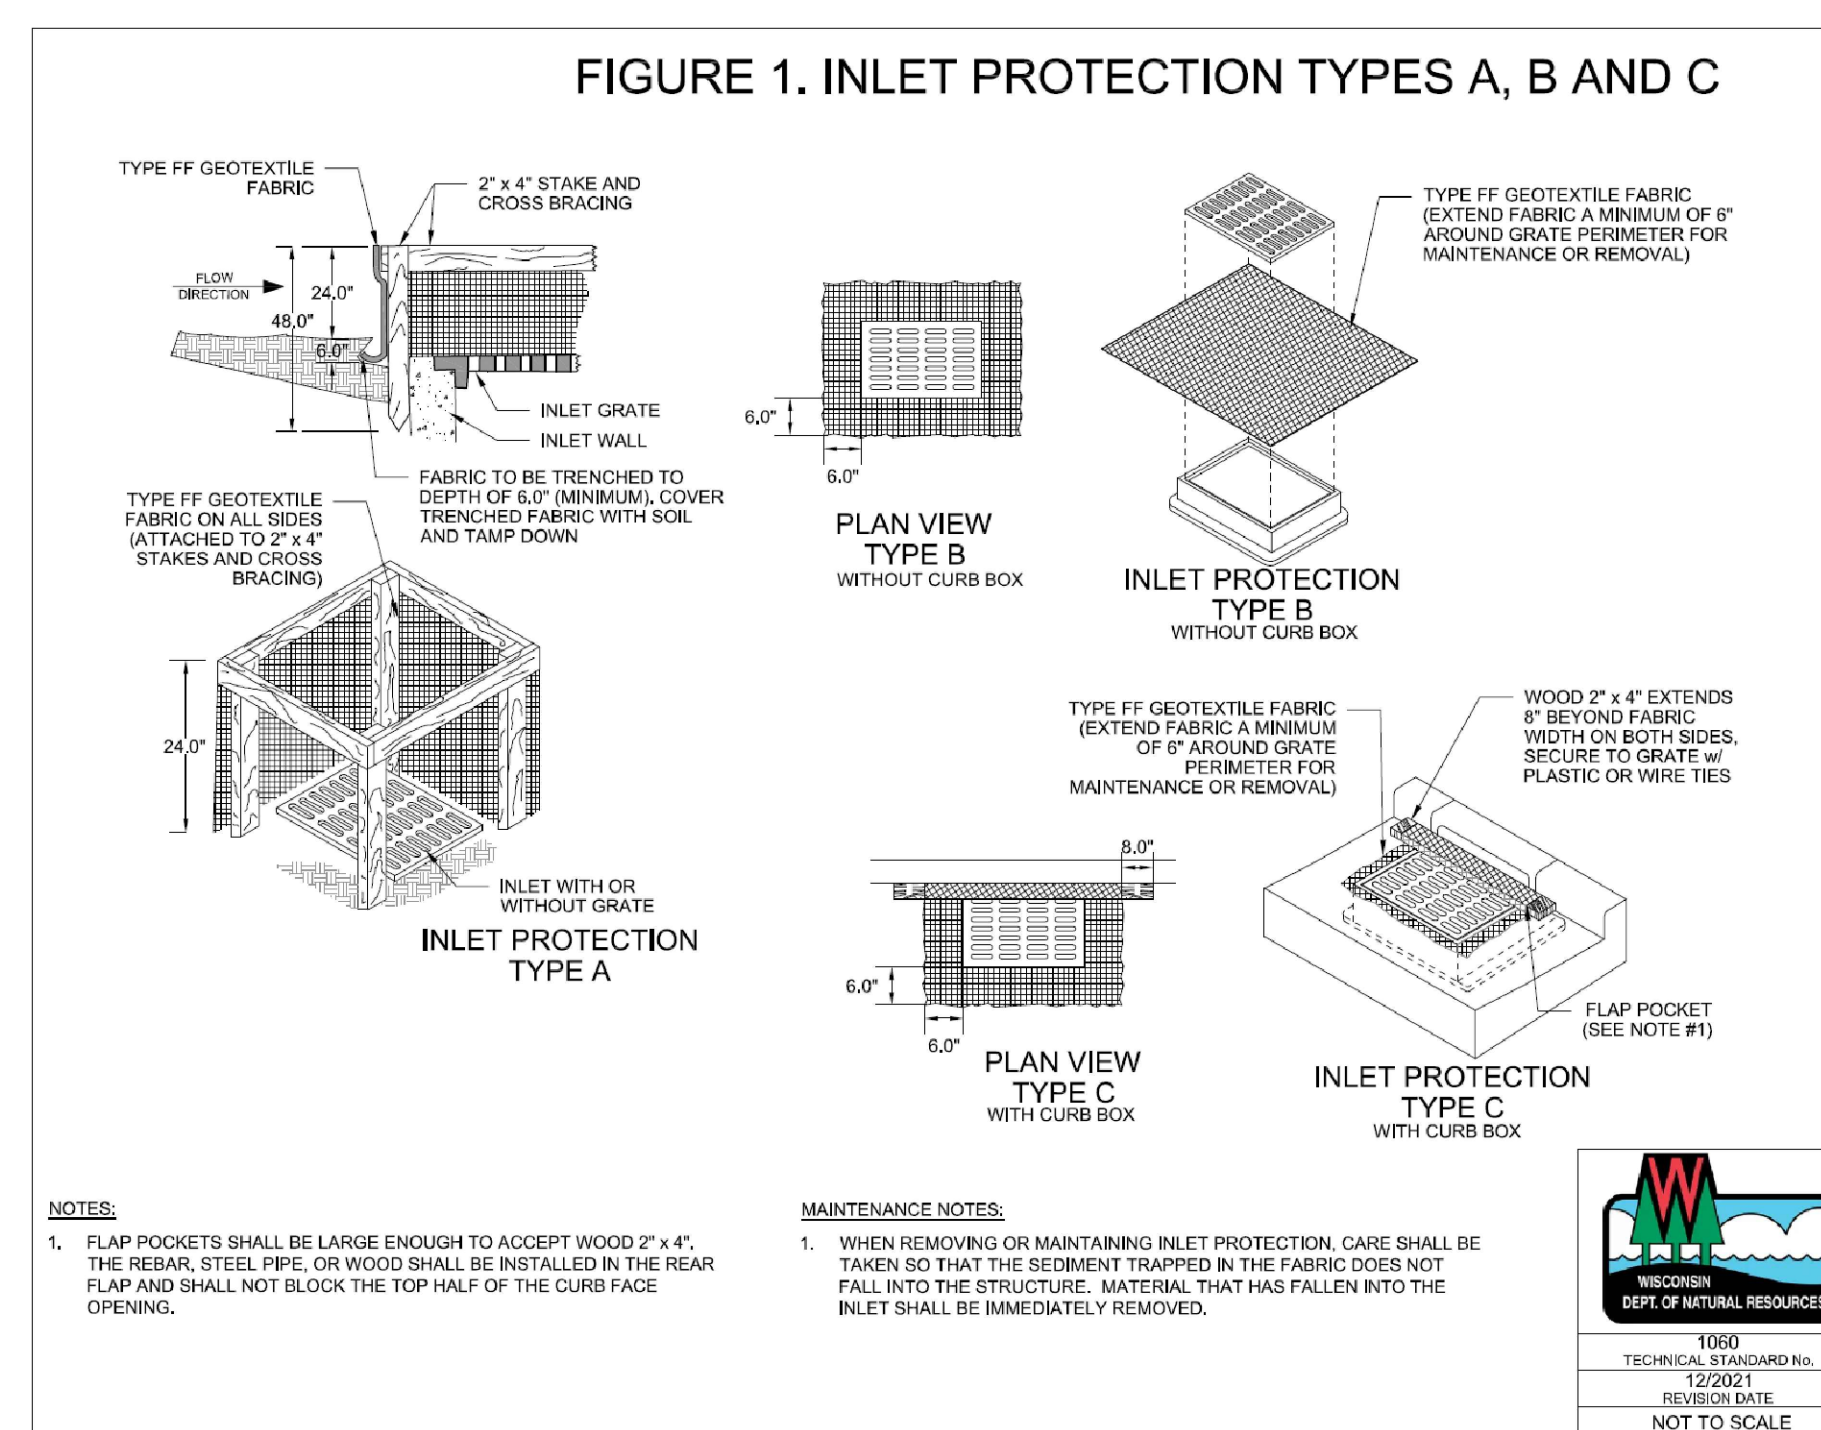 FIGURE 1. INLET PROTECTION TYPES A, B AND C
TYPE FF GEOTEXTILE
FABRIC
2" x 4" STAKE AND
CROSS BRACING
FLOW
DIRECTION
24.0"
48.0"
6.0"
INLET GRATE
INLET WALL
FABRIC TO BE TRENCHED TO
DEPTH OF 6.0" (MINIMUM). COVER
TRENCHED FABRIC WITH SOIL
AND TAMP DOWN
TYPE FF GEOTEXTILE
FABRIC ON ALL SIDES
(ATTACHED TO 2" x 4"
STAKES AND CROSS
BRACING)
24.0"
INLET WITH OR
WITHOUT GRATE
INLET PROTECTION
TYPE A
6.0"
6.0"
PLAN VIEW
TYPE B
WITHOUT CURB BOX
TYPE FF GEOTEXTILE FABRIC
(EXTEND FABRIC A MINIMUM OF 6"
AROUND GRATE PERIMETER FOR
MAINTENANCE OR REMOVAL)
INLET PROTECTION
TYPE B
WITHOUT CURB BOX
TYPE FF GEOTEXTILE FABRIC
(EXTEND FABRIC A MINIMUM
OF 6" AROUND GRATE
PERIMETER FOR
MAINTENANCE OR REMOVAL)
WOOD 2" x 4" EXTENDS
8" BEYOND FABRIC
WIDTH ON BOTH SIDES,
SECURE TO GRATE w/
PLASTIC OR WIRE TIES
8.0"
6.0"
6.0"
PLAN VIEW
TYPE C
WITH CURB BOX
FLAP POCKET
(SEE NOTE #1)
INLET PROTECTION
TYPE C
WITH CURB BOX
NOTES:
1. FLAP POCKETS SHALL BE LARGE ENOUGH TO ACCEPT WOOD 2" x 4".
THE REBAR, STEEL PIPE, OR WOOD SHALL BE INSTALLED IN THE REAR
FLAP AND SHALL NOT BLOCK THE TOP HALF OF THE CURB FACE
OPENING.
MAINTENANCE NOTES:
1. WHEN REMOVING OR MAINTAINING INLET PROTECTION, CARE SHALL BE
TAKEN SO THAT THE SEDIMENT TRAPPED IN THE FABRIC DOES NOT
FALL INTO THE STRUCTURE. MATERIAL THAT HAS FALLEN INTO THE
INLET SHALL BE IMMEDIATELY REMOVED.
W
WISCONSIN
DEPT. OF NATURAL RESOURCES
1060
TECHNICAL STANDARD No.
12/2021
REVISION DATE
NOT TO SCALE